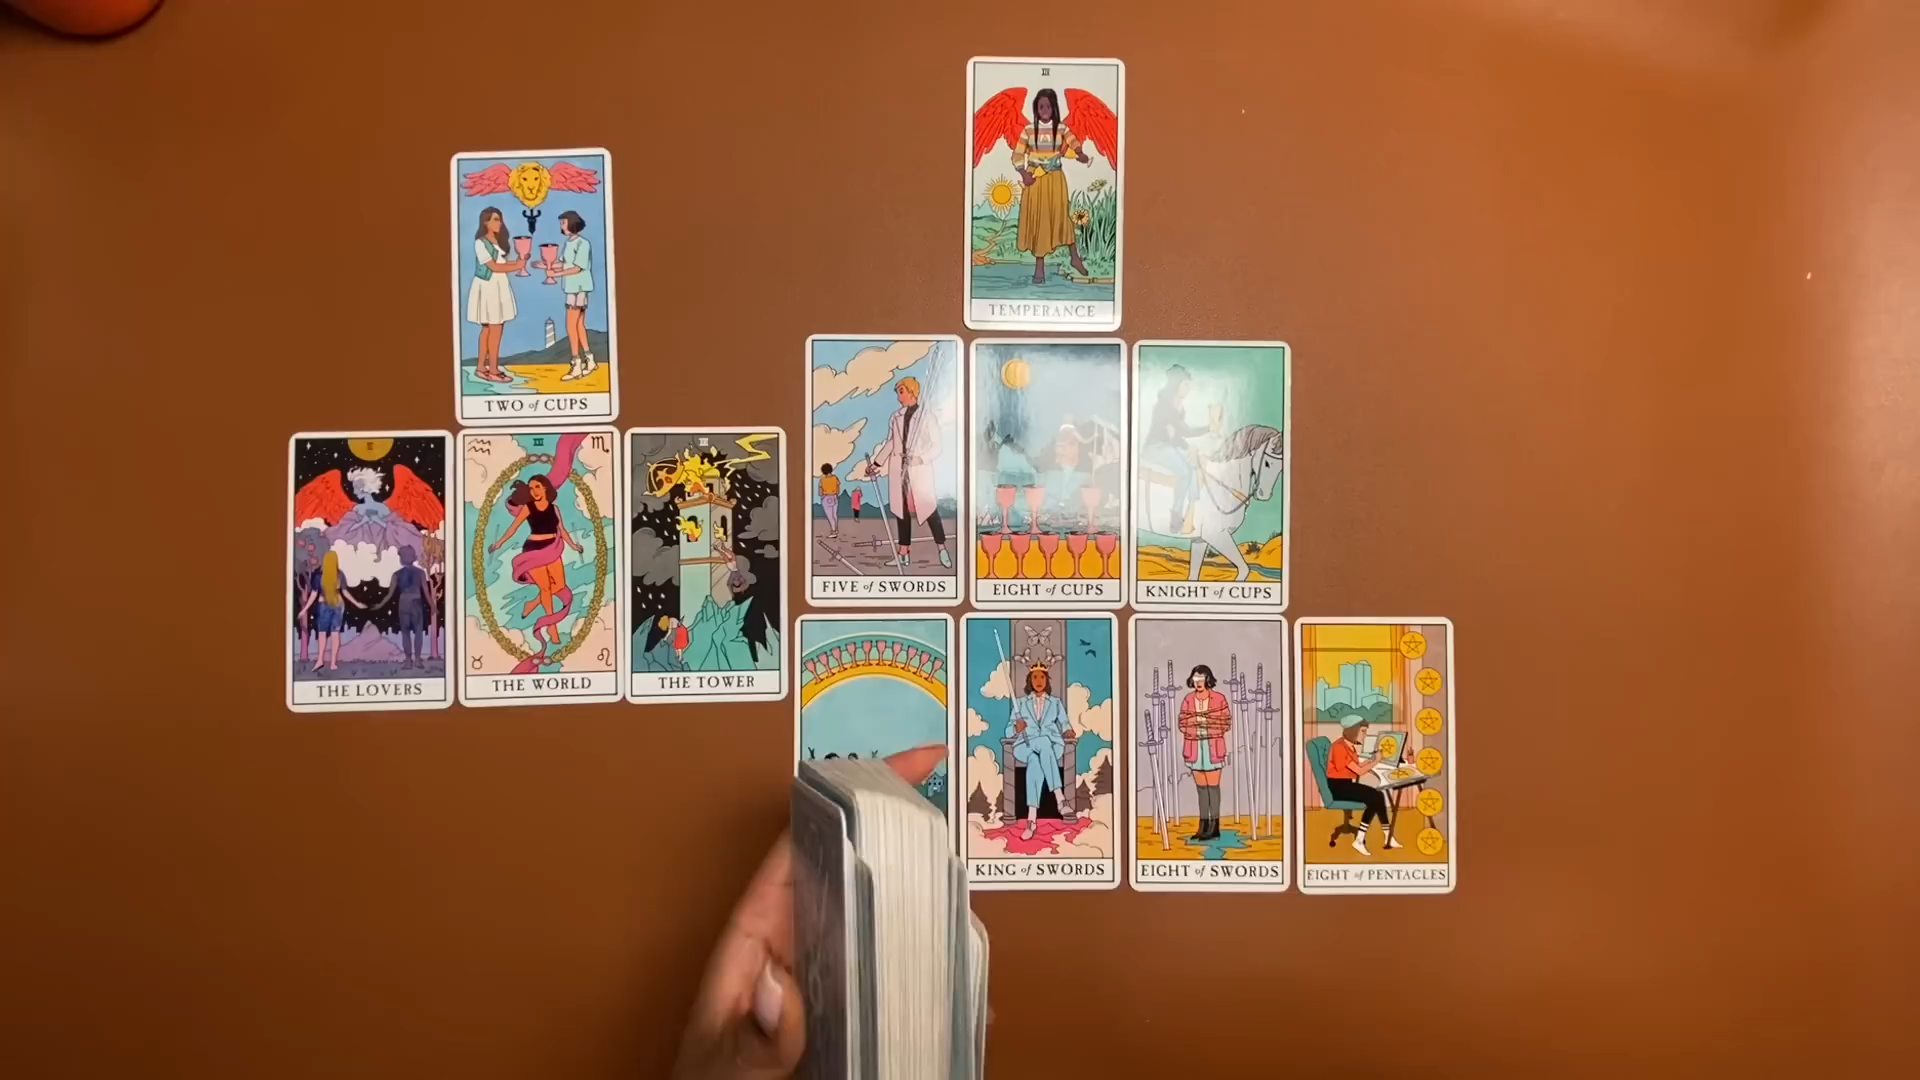 TWO of CUPS
THE LOVERS
THE WORLD
THE TOWER
TEMPERANCE
FIVE of SWORDS
EIGHT of CUPS
KNIGHT of CUPS
KING of SWORDS
EIGHT of SWORDS
EIGHT of PENTACLES